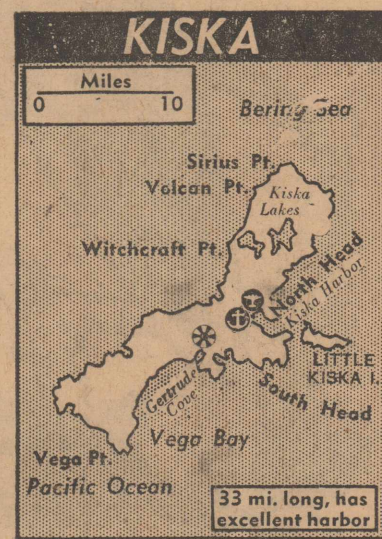 KISKA
Miles
0 10
Bering Sea
Sirius Pt.
Volcan Pt.
Kiska
Lakes
Witchcraft Pt.
North Head
Kiska Harbor
LITTLE
KISKA I.
South Head
Gertrude
Cove
Vega Bay
Vega Pt.
Pacific Ocean
33 mi. long, has
excellent harbor